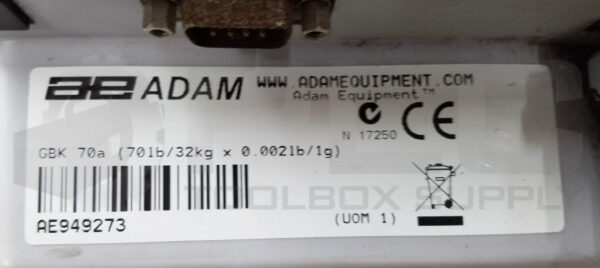 ae ADAM WWW.ADAMEQUIPMENT.COM
Adam Equipment™
N 17250 CE
GBK 70a (70lb/32kg x 0.002lb/1g)
TOOLBOX SUPPLY
AE949273
(UOM 1)